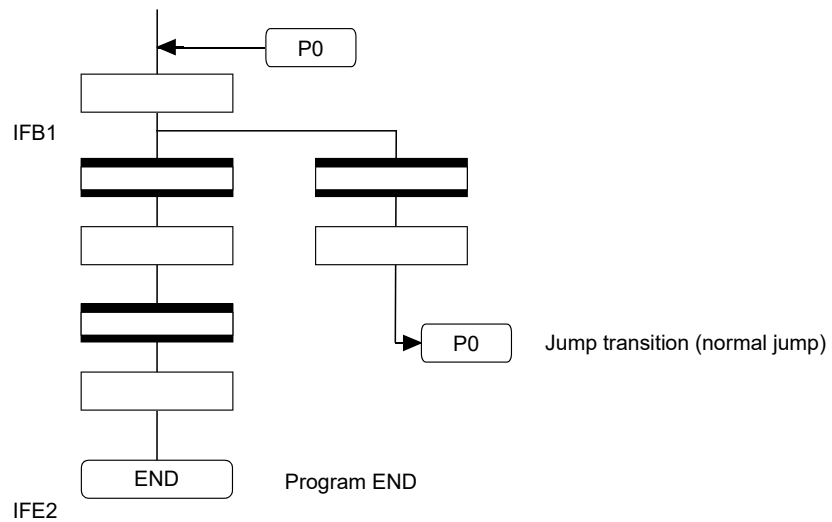 P0
IFB1
P0 Jump transition (normal jump)
END Program END
IFE2